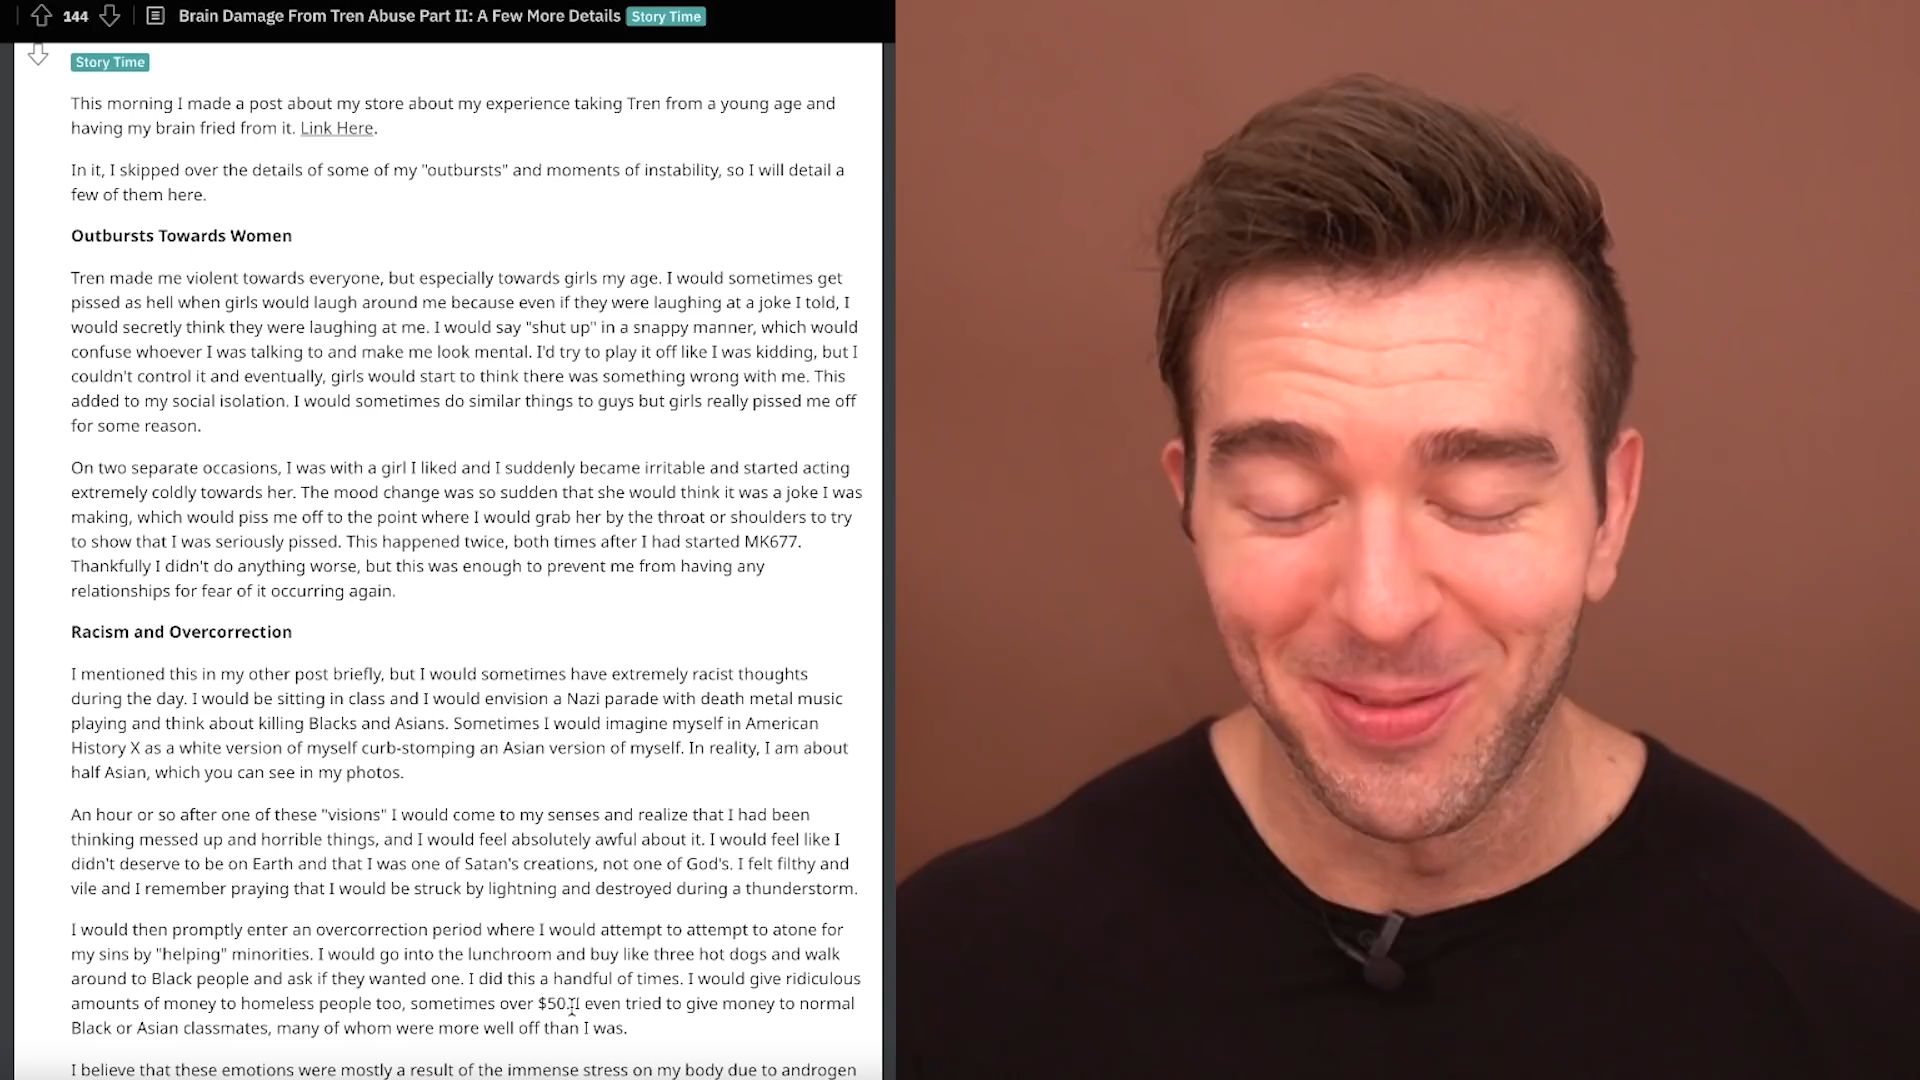 144 Brain Damage From Tren Abuse Part II: A Few More Details Story Time
Story Time
This morning I made a post about my store about my experience taking Tren from a young age and
having my brain fried from it. Link Here.
In it, I skipped over the details of some of my "outbursts" and moments of instability, so I will detail a
few of them here.
Outbursts Towards Women
Tren made me violent towards everyone, but especially towards girls my age. I would sometimes get
pissed as hell when girls would laugh around me because even if they were laughing at a joke I told, I
would secretly think they were laughing at me. I would say "shut up" in a snappy manner, which would
confuse whoever I was talking to and make me look mental. I'd try to play it off like I was kidding, but I
couldn't control it and eventually, girls would start to think there was something wrong with me. This
added to my social isolation. I would sometimes do similar things to guys but girls really pissed me off
for some reason.
On two separate occasions, I was with a girl I liked and I suddenly became irritable and started acting
extremely coldly towards her. The mood change was so sudden that she would think it was a joke I was
making, which would piss me off to the point where I would grab her by the throat or shoulders to try
to show that I was seriously pissed. This happened twice, both times after I had started MK677.
Thankfully I didn't do anything worse, but this was enough to prevent me from having any
relationships for fear of it occurring again.
Racism and Overcorrection
I mentioned this in my other post briefly, but I would sometimes have extremely racist thoughts
during the day. I would be sitting in class and I would envision a Nazi parade with death metal music
playing and think about killing Blacks and Asians. Sometimes I would imagine myself in American
History X as a white version of myself curb-stomping an Asian version of myself. In reality, I am about
half Asian, which you can see in my photos.
An hour or so after one of these "visions" I would come to my senses and realize that I had been
thinking messed up and horrible things, and I would feel absolutely awful about it. I would feel like I
didn't deserve to be on Earth and that I was one of Satan's creations, not one of God's. I felt filthy and
vile and I remember praying that I would be struck by lightning and destroyed during a thunderstorm.
I would then promptly enter an overcorrection period where I would attempt to attempt to atone for
my sins by "helping" minorities. I would go into the lunchroom and buy like three hot dogs and walk
around to Black people and ask if they wanted one. I did this a handful of times. I would give ridiculous
amounts of money to homeless people too, sometimes over $50. I even tried to give money to normal
Black or Asian classmates, many of whom were more well off than I was.
I believe that these emotions were mostly a result of the immense stress on my body due to androgen